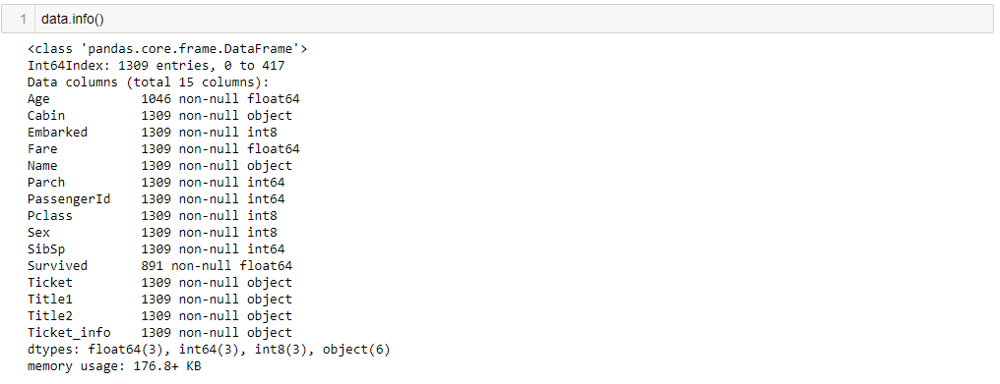 1 data.info()
<class 'pandas.core.frame.DataFrame'>
Int64Index: 1309 entries, 0 to 417
Data columns (total 15 columns):
Age            1046 non-null float64
Cabin          1309 non-null object
Embarked       1309 non-null int8
Fare           1309 non-null float64
Name           1309 non-null object
Parch          1309 non-null int64
PassengerId    1309 non-null int64
Pclass         1309 non-null int8
Sex            1309 non-null int8
SibSp          1309 non-null int64
Survived       891 non-null float64
Ticket         1309 non-null object
Title1         1309 non-null object
Title2         1309 non-null object
Ticket_info    1309 non-null object
dtypes: float64(3), int64(3), int8(3), object(6)
memory usage: 176.8+ KB